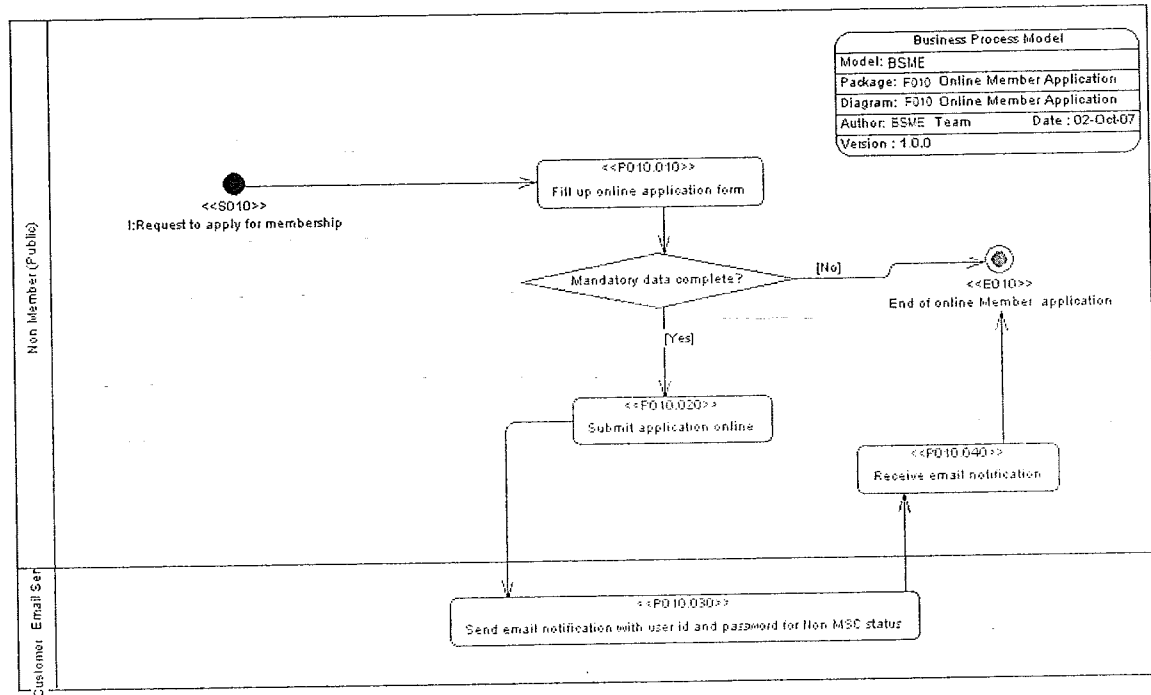 Business Process Model
Model: BSME
Package: F010 Online Member Application
Diagram: F010 Online Member Application
Author: BSME Team Date : 02-Oct-07
Version : 1.0.0
<<P010.010>>
Fill up online application form
<<S010>>
1:Request to apply for membership
Mandatory data complete?
[No]
<<E010>>
End of online Member application
[Yes]
<<P010.020>>
Submit application online
<<P010.040>>
Receive email notification
Non Member (Public)
<<P010.030>>
Send email notification with user id and password for Non MSC status
Customer Email Ser